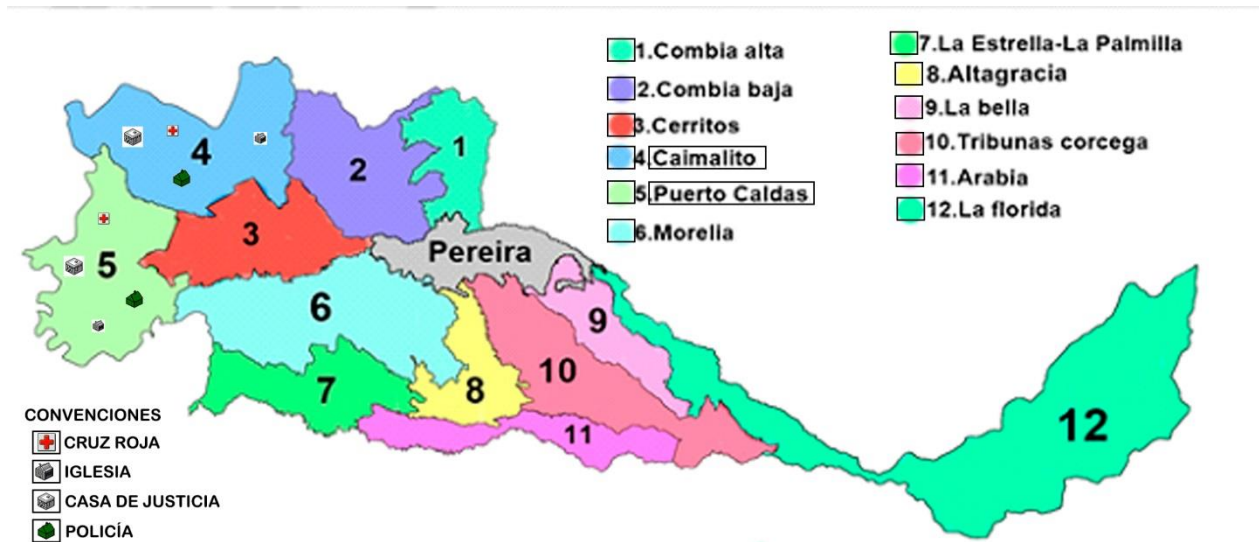 1.Combia alta
2.Combia baja
3.Cerritos
4.Caimalito
5.Puerto Caldas
6.Morelia
7.La Estrella-La Palmilla
8.Altagracia
9.La bella
10.Tribunas corcega
11.Arabia
12.La florida
4
2
1
3
Pereira
5
6
9
7
8
10
11
12
CONVENCIONES
CRUZ ROJA
IGLESIA
CASA DE JUSTICIA
POLICÍA